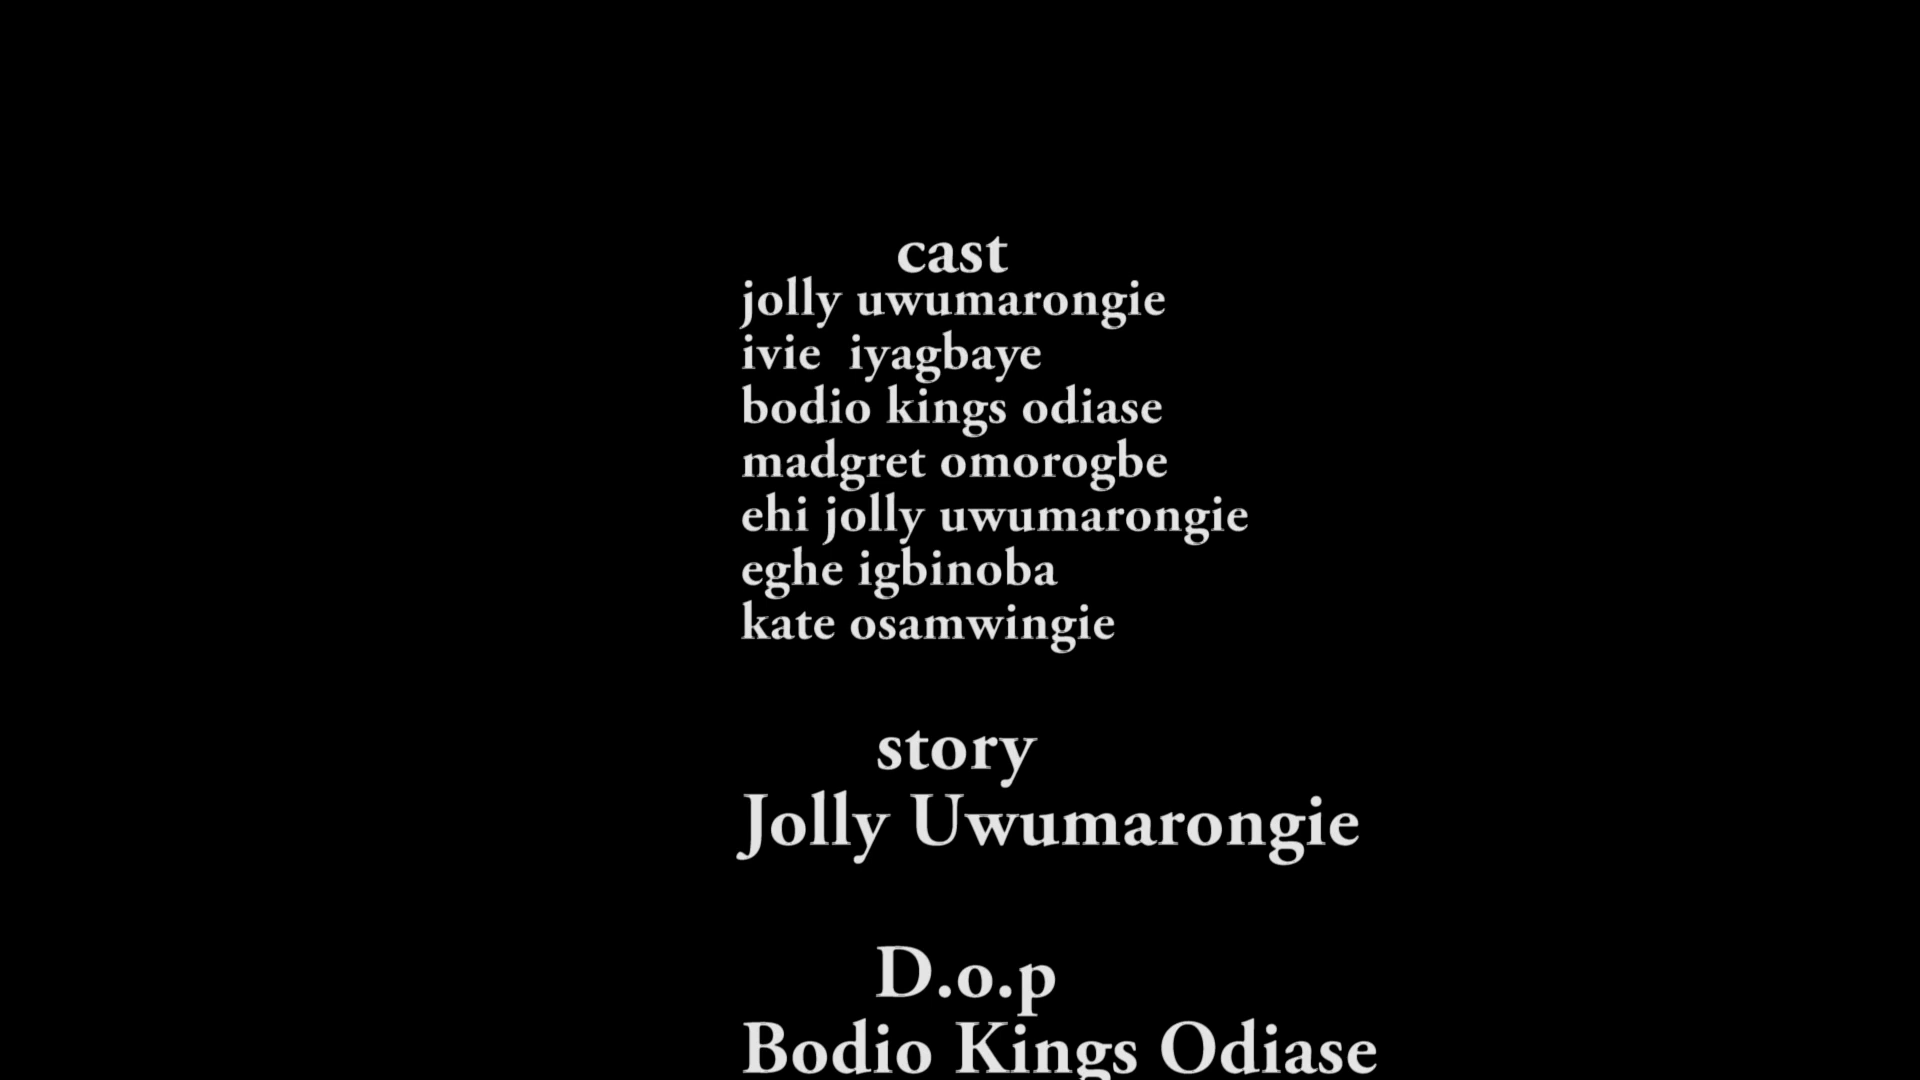 cast
jolly uwumarongie
ivie  iyagbaye
bodio kings odiase
madgret omorogbe
ehi jolly uwumarongie
eghe igbinoba
kate osamwingie
story
Jolly Uwumarongie
D.o.p
Bodio Kings Odiase